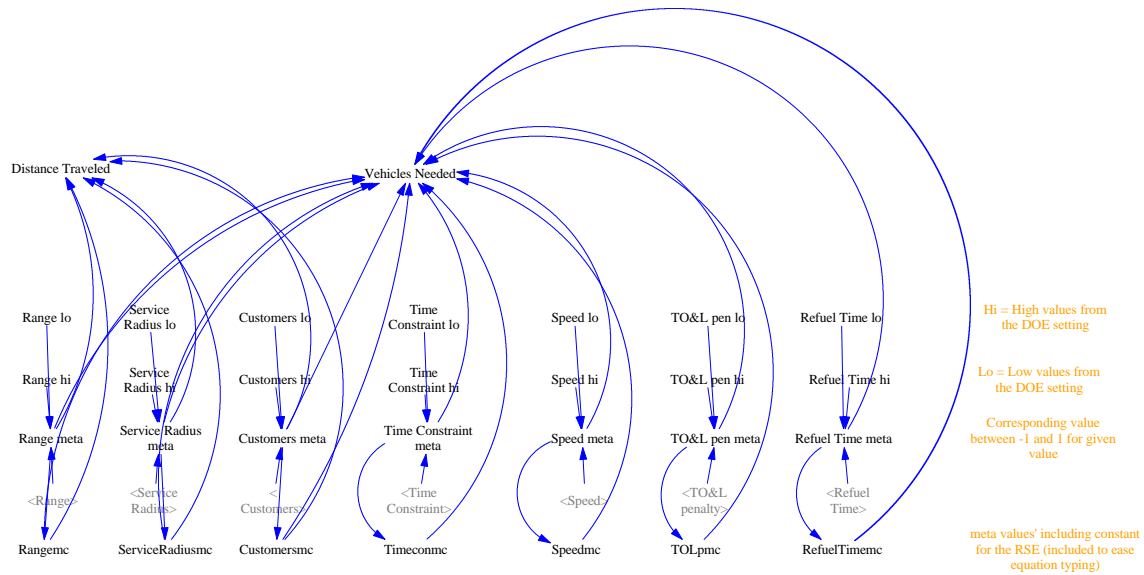 Distance Traveled
Vehicles Needed
Range lo
Service
Radius lo
Customers lo
Time
Constraint lo
Speed lo
TO&L pen lo
Refuel Time lo
Hi = High values from
the DOE setting
Range hi
Service
Radius hi
Customers hi
Time
Constraint hi
Speed hi
TO&L pen hi
Refuel Time hi
Lo = Low values from
the DOE setting
Range meta
Service Radius
meta
Customers meta
Time Constraint
meta
Speed meta
TO&L pen meta
Refuel Time meta
Corresponding value
between -1 and 1 for given
value
<Range>
<Service
Radius>
<
Customers>
<Time
Constraint>
<Speed>
<TO&L
penalty>
<Refuel
Time>
Rangemc
ServiceRadiusmc
Customersmc
Timeconmc
Speedmc
TOLpmc
RefuelTimemc
meta values' including constant
for the RSE (included to ease
equation typing)